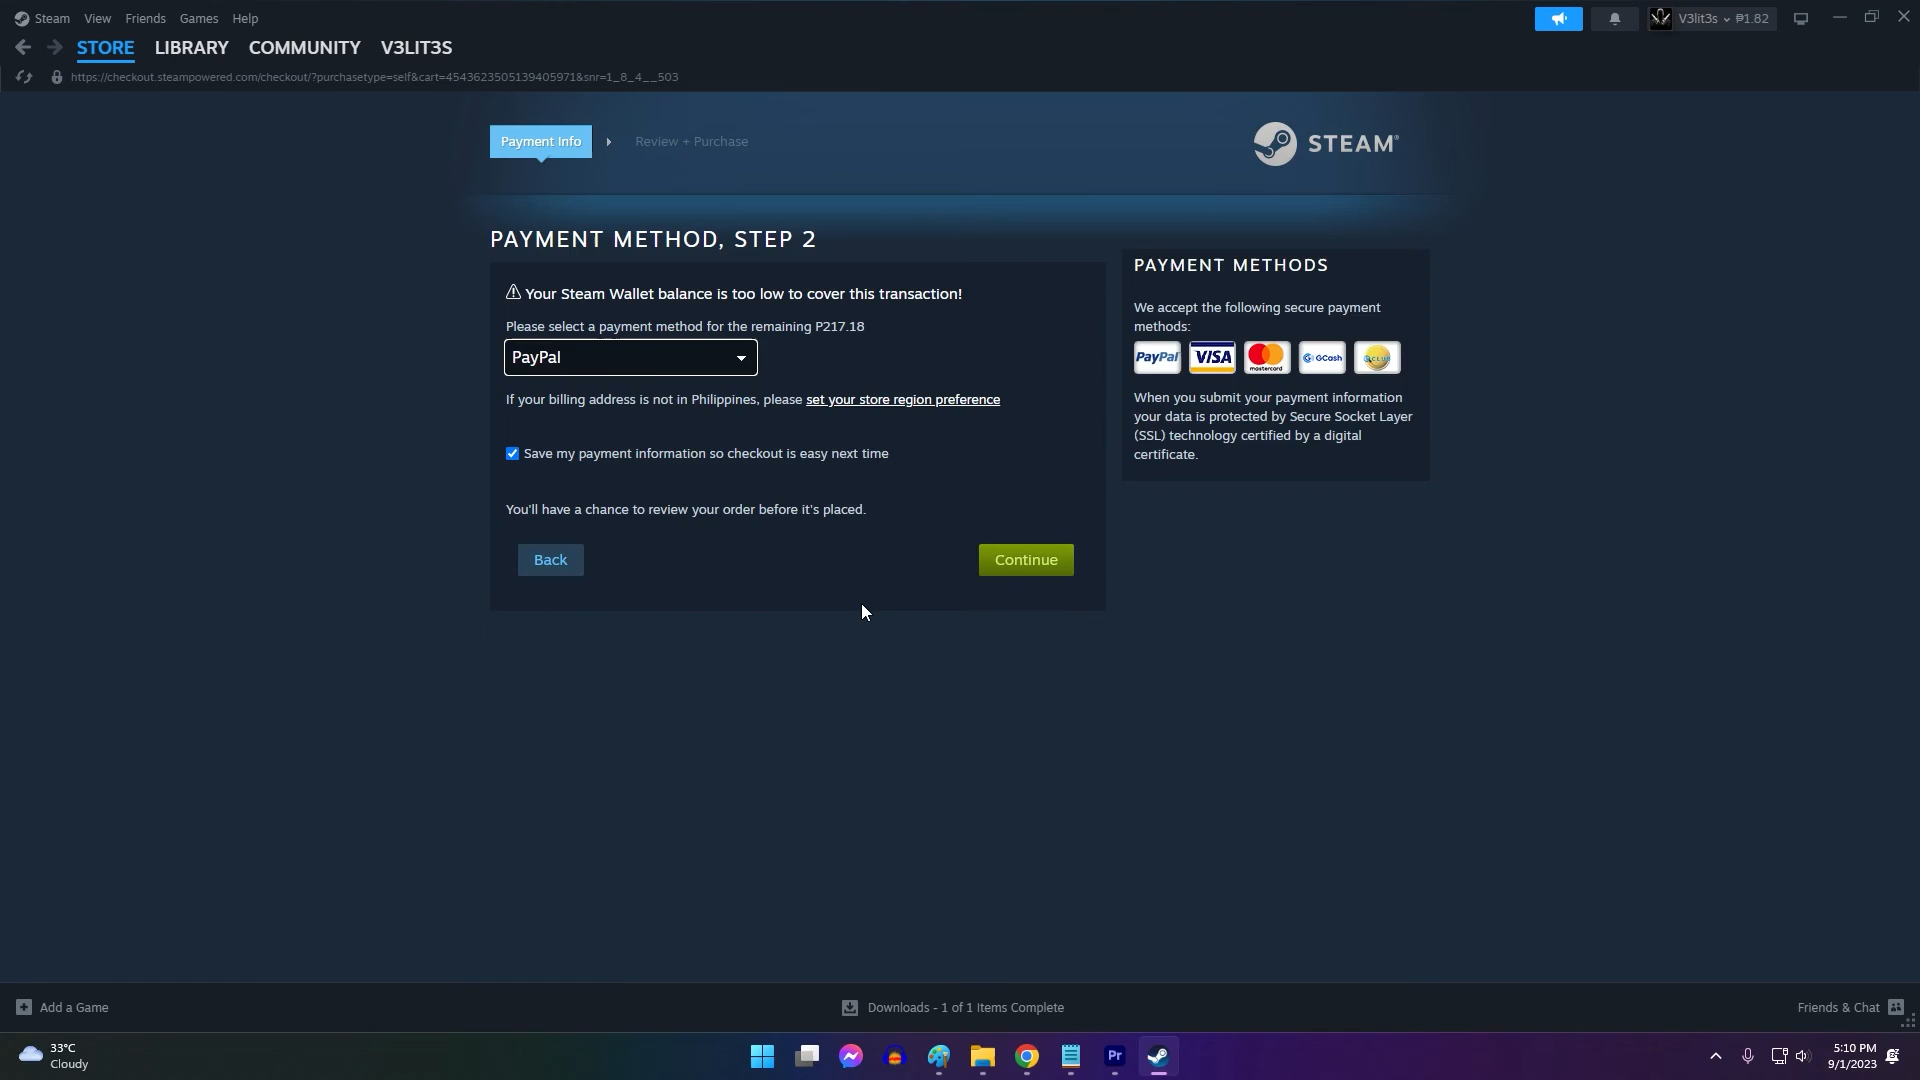 Steam View Friends Games Help
V3lit3s ₱1.82
STORE LIBRARY COMMUNITY V3LIT3S
https://checkout.steampowered.com/checkout/?purchasetype=self&cart=4543623505139405971&snr=1_8_4__503
Payment Info Review + Purchase
STEAM®
PAYMENT METHOD, STEP 2
Your Steam Wallet balance is too low to cover this transaction!
Please select a payment method for the remaining P217.18
PayPal
If your billing address is not in Philippines, please set your store region preference
Save my payment information so checkout is easy next time
You'll have a chance to review your order before it's placed.
Back
Continue
PAYMENT METHODS
We accept the following secure payment
methods:
PayPal VISA mastercard GCash CLUB
When you submit your payment information
your data is protected by Secure Socket Layer
(SSL) technology certified by a digital
certificate.
Add a Game
Downloads - 1 of 1 Items Complete
Friends & Chat
33°C
Cloudy
Pr
5:10 PM
9/1/2023